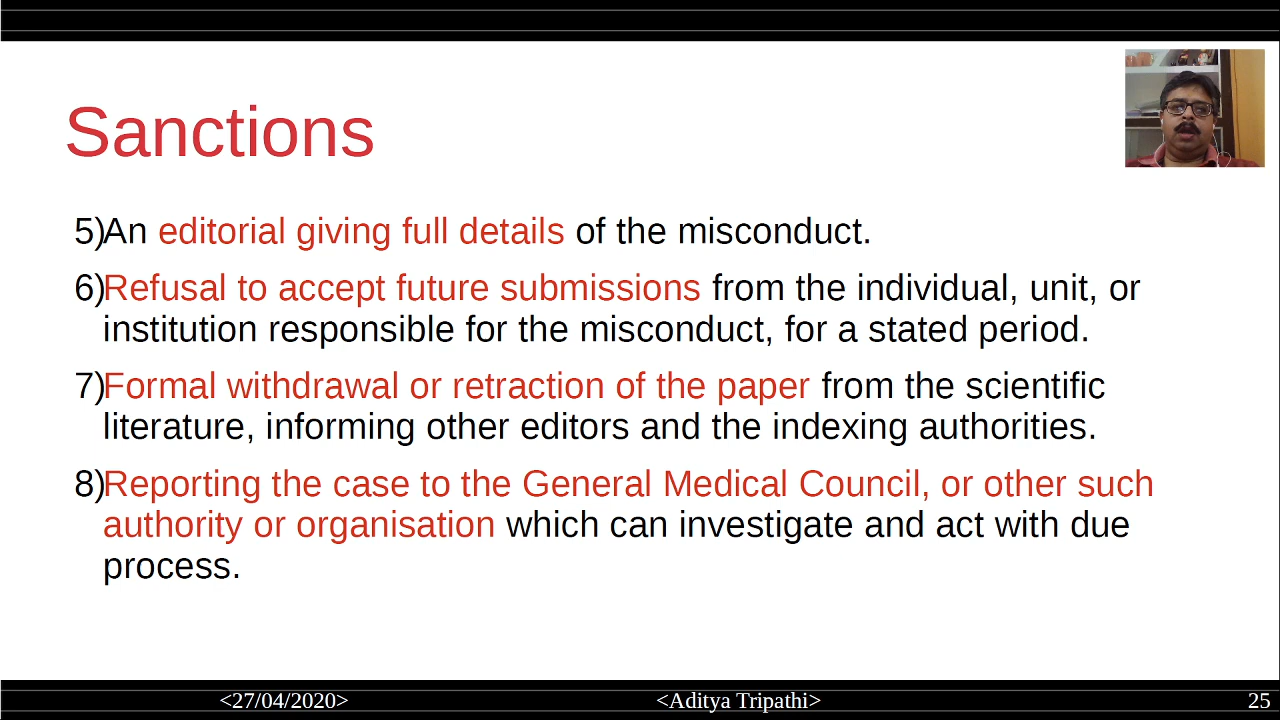 Sanctions
5)An editorial giving full details of the misconduct.
6)Refusal to accept future submissions from the individual, unit, or
institution responsible for the misconduct, for a stated period.
7)Formal withdrawal or retraction of the paper from the scientific
literature, informing other editors and the indexing authorities.
8)Reporting the case to the General Medical Council, or other such
authority or organisation which can investigate and act with due
process.
<27/04/2020> <Aditya Tripathi> 25